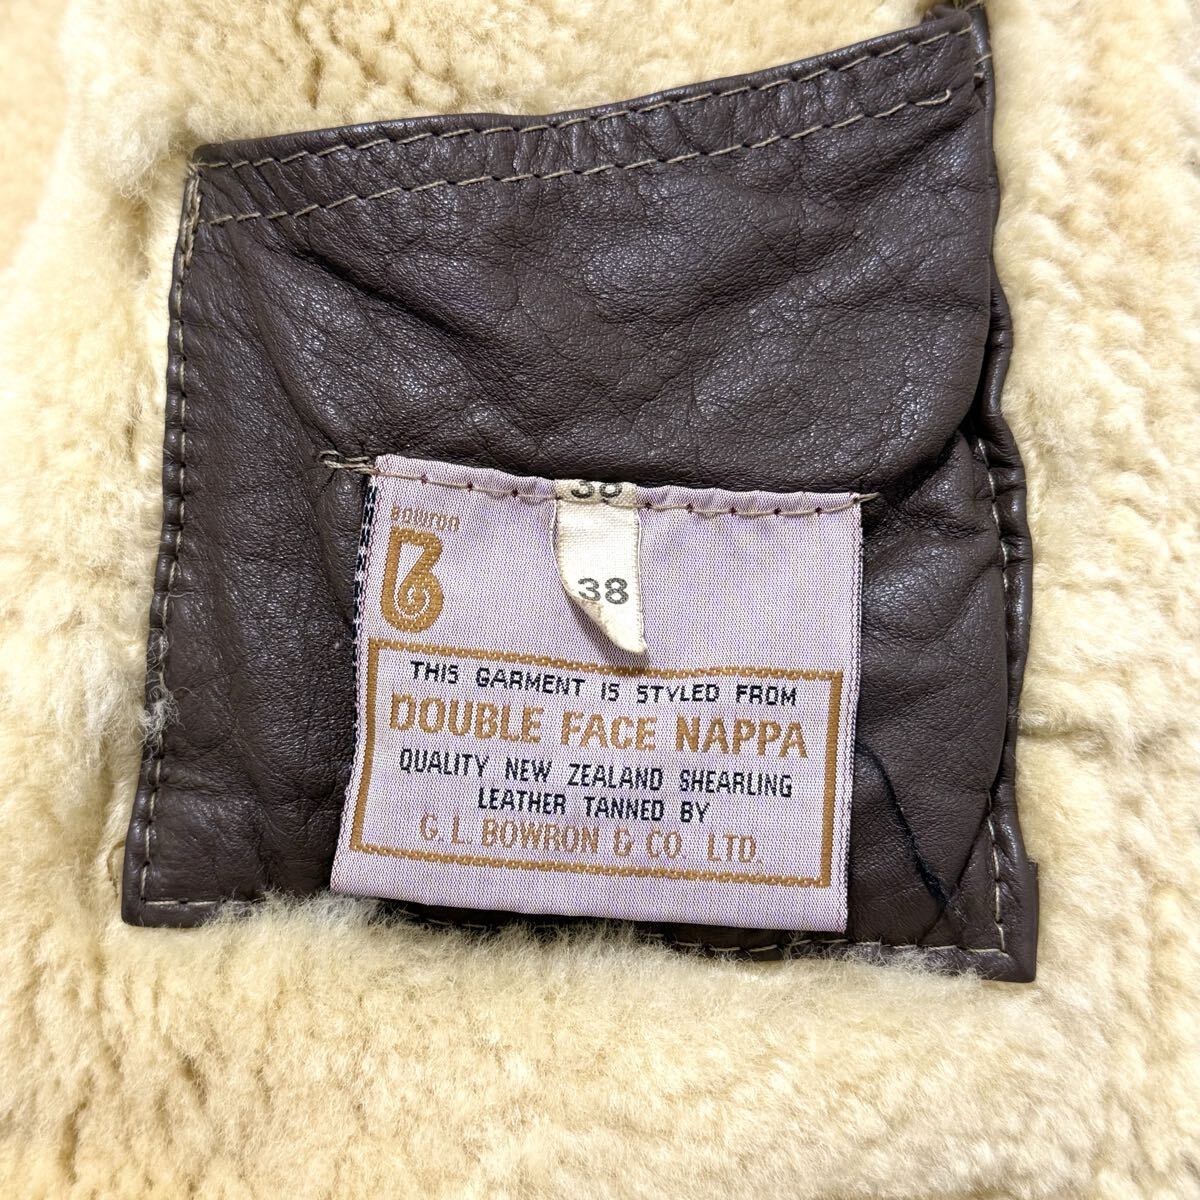 38
BOWRON
B
38
THIS GARMENT IS STYLED FROM
DOUBLE FACE NAPPA
QUALITY NEW ZEALAND SHEARLING
LEATHER TANNED BY
G. L. BOWRON & CO. LTD.